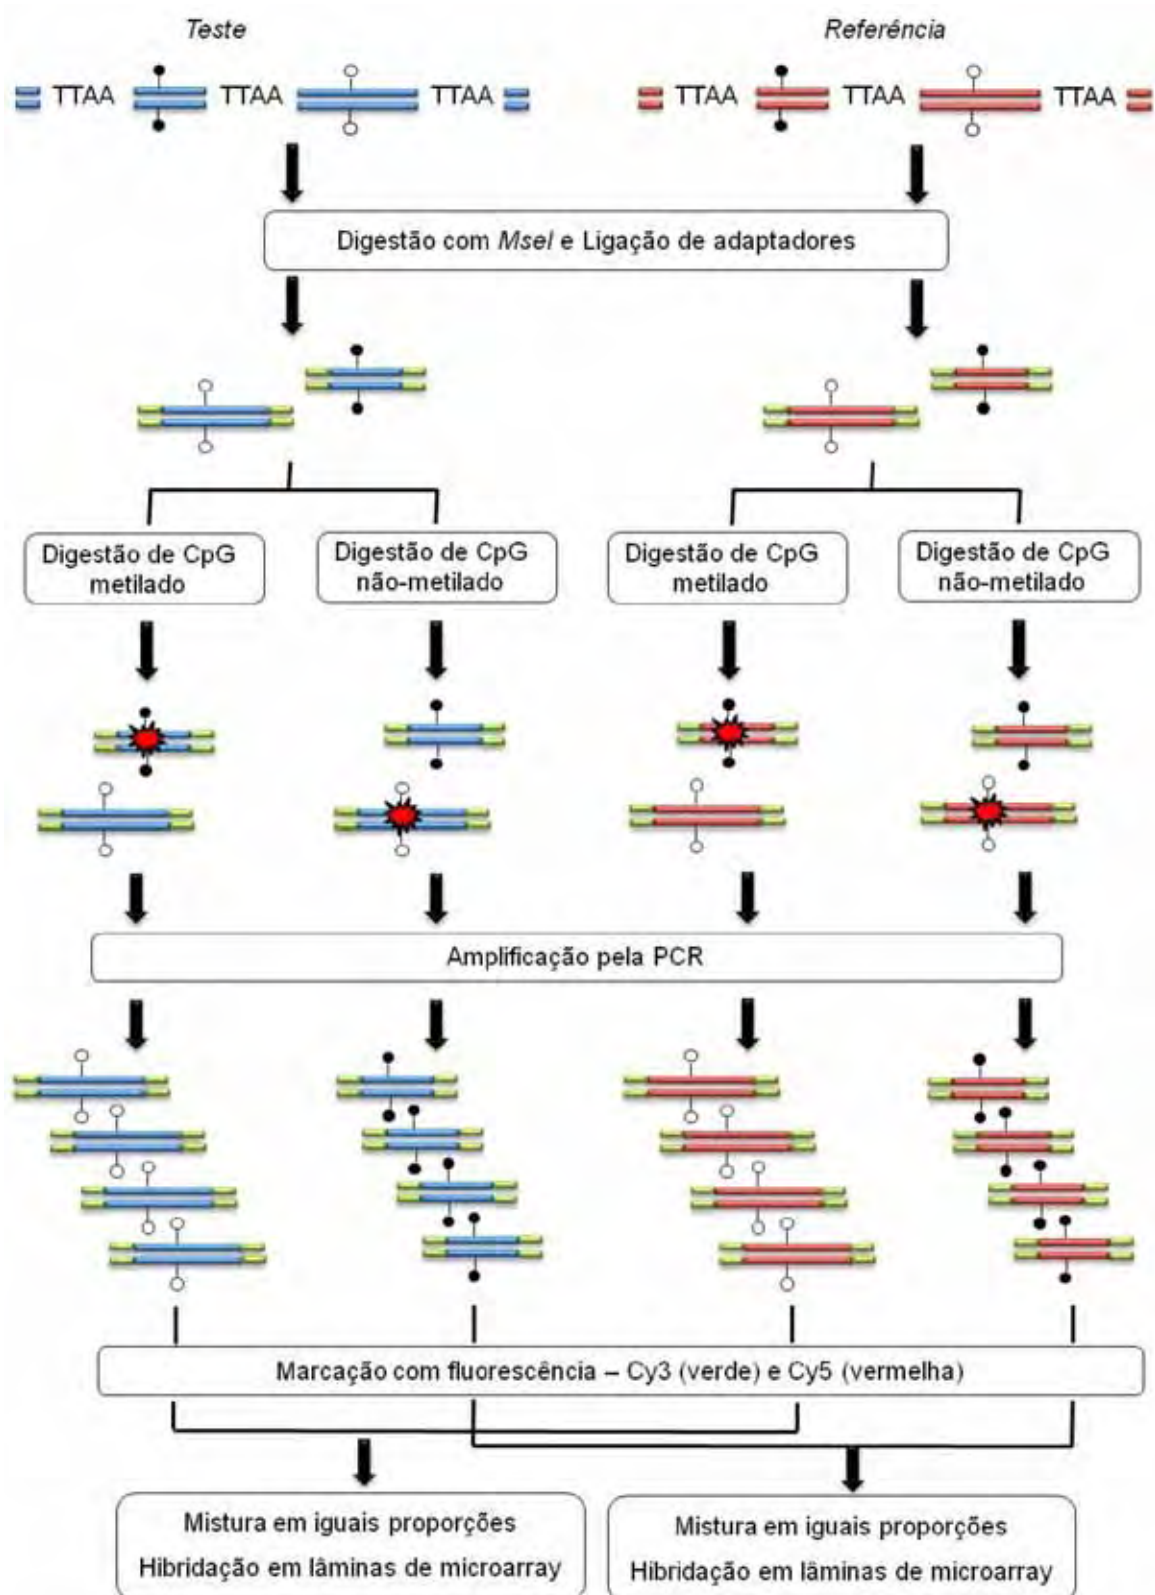 Teste Referência
TTAA TTAA TTAA TTAA TTAA TTAA
Digestão com MseI e Ligação de adaptadores
Digestão de CpG
metilado
Digestão de CpG
não-metilado
Digestão de CpG
metilado
Digestão de CpG
não-metilado
Amplificação pela PCR
Marcação com fluorescência – Cy3 (verde) e Cy5 (vermelha)
Mistura em iguais proporções
Hibridação em lâminas de microarray
Mistura em iguais proporções
Hibridação em lâminas de microarray